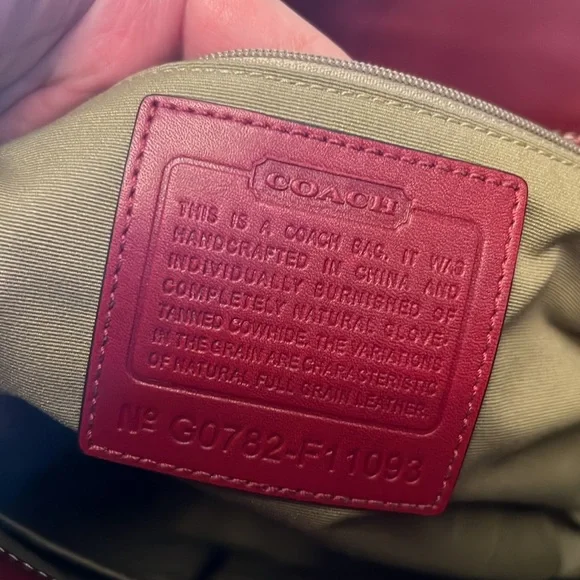 COACH
THIS IS A COACH BAG. IT WAS
HANDCRAFTED IN CHINA AND
INDIVIDUALLY BURNISHED OF
COMPLETELY NATURAL GLOVE-
TANNED COWHIDE. THE VARIATIONS
IN THE GRAIN ARE CHARACTERISTIC
OF NATURAL FULL GRAIN LEATHER.
Nº G0782-F11093